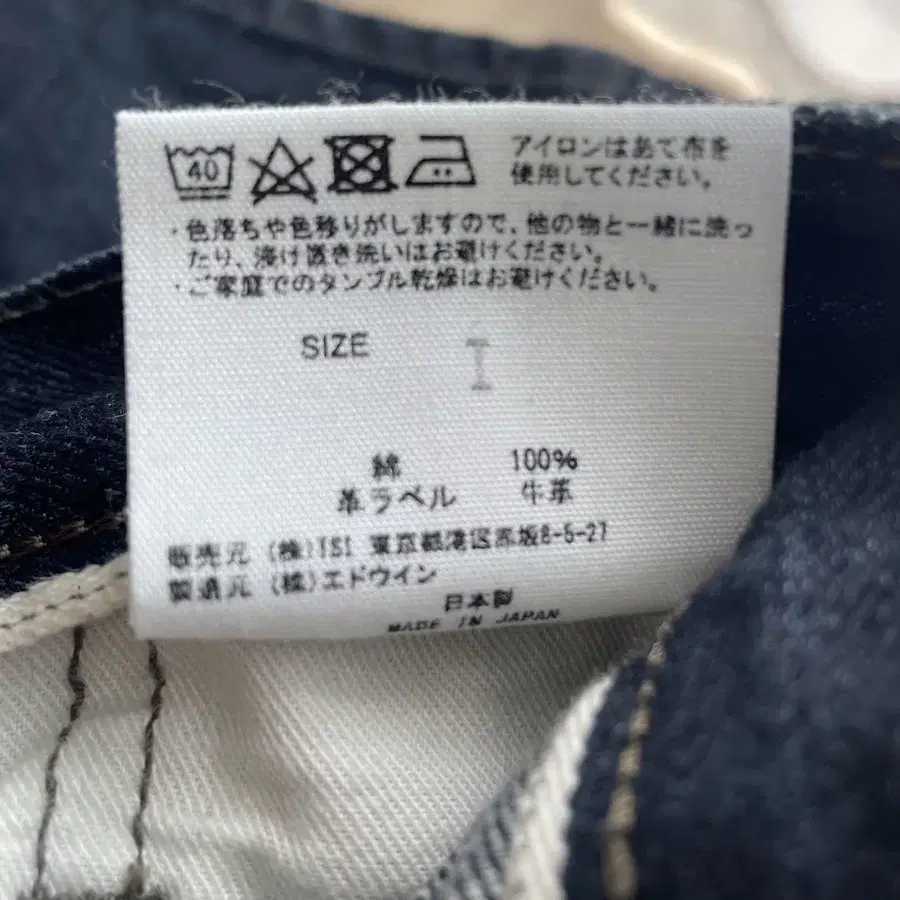 40
アイロンはあて布を
使用してください。
・色落ちや色移りがしますので、他の物と一緒に洗っ
たり、漬け置き洗いはお避けください。
・ご家庭でのタンブル乾燥はお避けください。
SIZE I
綿 100%
革ラベル 牛革
販売元 (株)TSI 東京都港区赤坂8-5-27
製造元 (株)エドウイン
日本製
MADE IN JAPAN